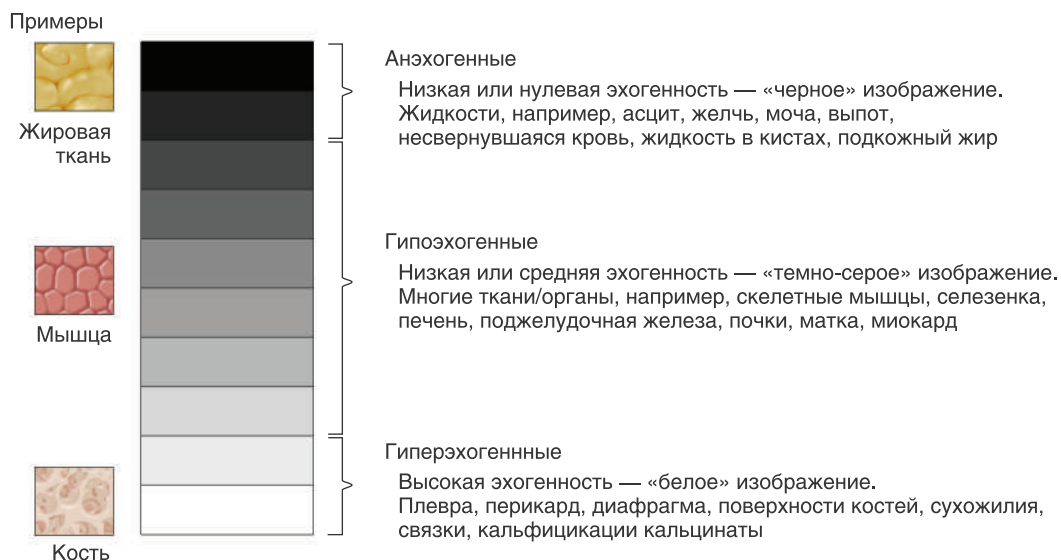 Примеры
Жировая
ткань
Мышца
Кость
Анэхогенные
Низкая или нулевая эхогенность — «черное» изображение.
Жидкости, например, асцит, желчь, моча, выпот,
несвернувшаяся кровь, жидкость в кистах, подкожный жир
Гипоэхогенные
Низкая или средняя эхогенность — «темно-серое» изображение.
Многие ткани/органы, например, скелетные мышцы, селезенка,
печень, поджелудочная железа, почки, матка, миокард
Гиперэхогеннные
Высокая эхогенность — «белое» изображение.
Плевра, перикард, диафрагма, поверхности костей, сухожилия,
связки, кальфицикации кальцинаты